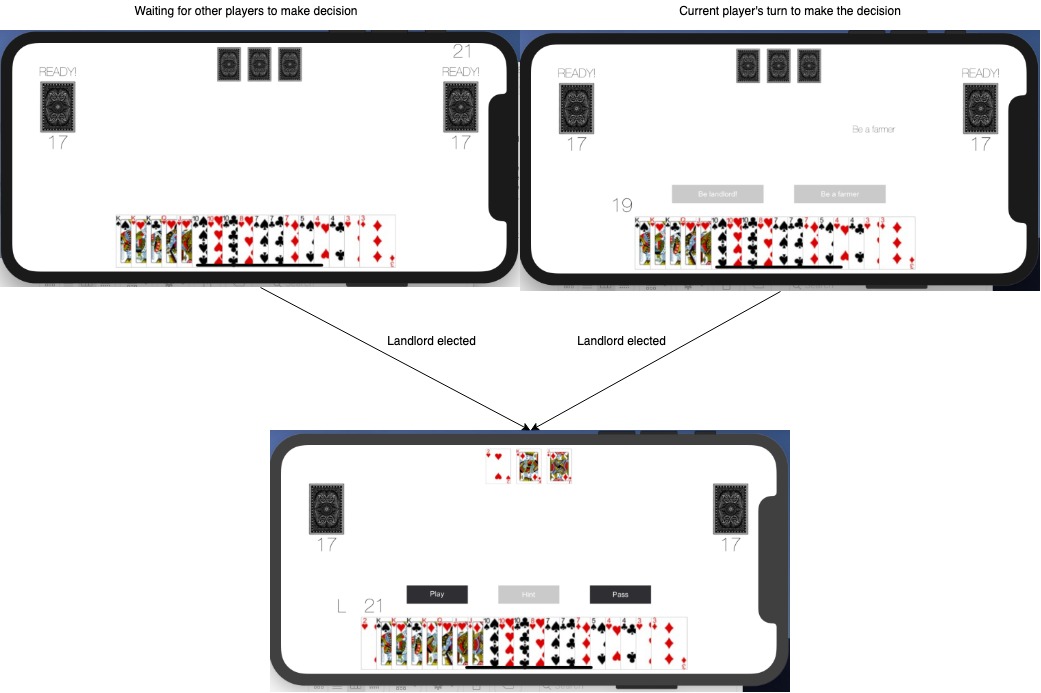 Waiting for other players to make decision
Current player's turn to make the decision
21
READY!
READY!
17
17
READY!
READY!
17
17
Be a farmer
Be landlord!
Be a farmer
19
Landlord elected
Landlord elected
17
17
Play
Hint
Pass
L 21